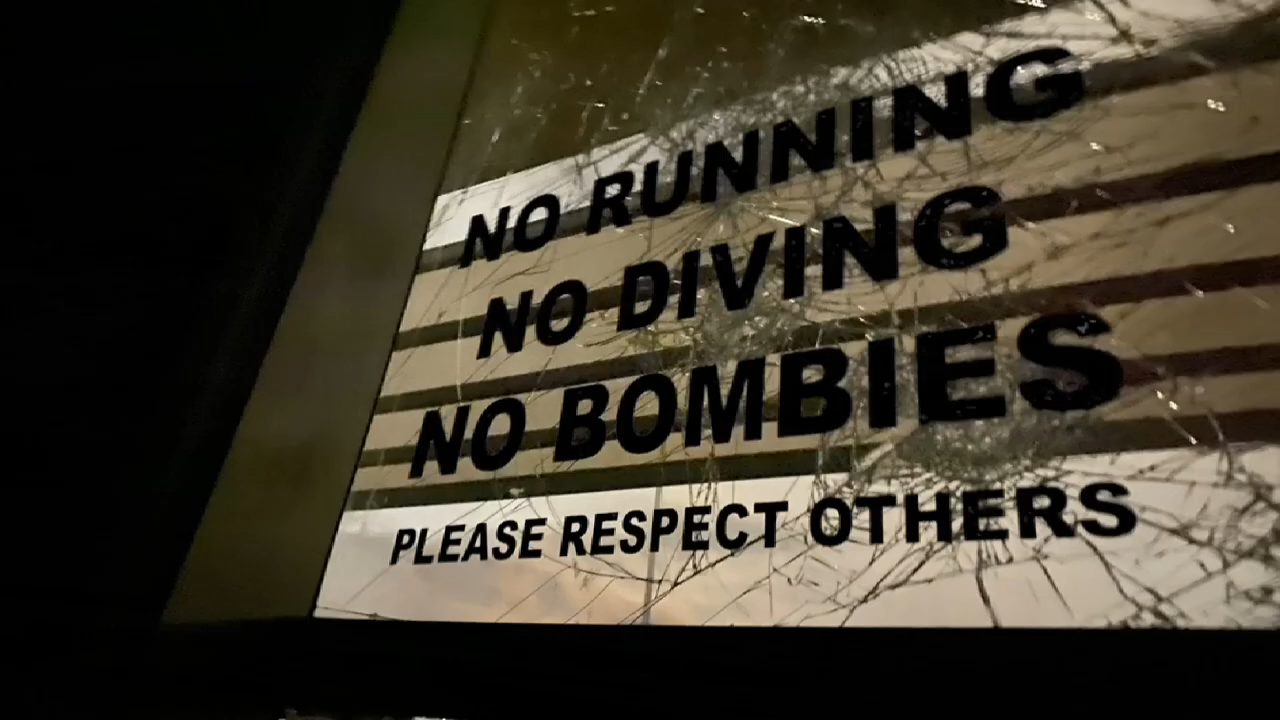 NO RUNNING
NO DIVING
NO BOMBIES
PLEASE RESPECT OTHERS